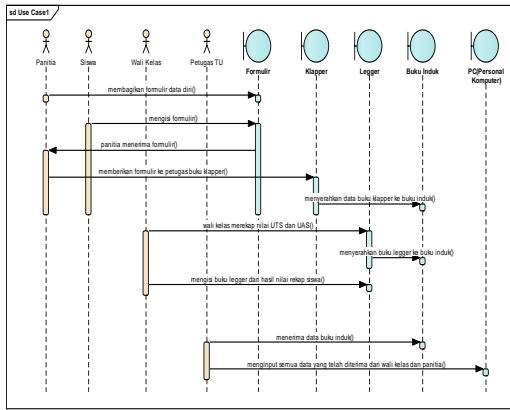 sd Use Case1
Panitia
Siswa
Wali Kelas
Petugas TU
Formulir
Klapper
Legger
Buku Induk
PC(Personal
Komputer)
membagikan formulir data diri()
mengisi formulir()
panitia menerima formulir()
memberikan formulir ke petugas buku klapper()
menyerahkan data buku klapper ke buku induk()
wali kelas merekap nilai UTS dan UAS()
menyerahkan buku legger ke buku induk()
mengisi buku legger dari hasil nilai rekap siswa()
menerima data buku induk()
menginput semua data yang telah diterima dari wali kelas dan panitia()